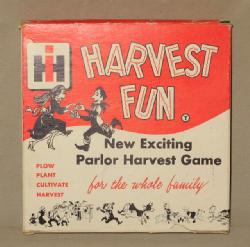 IH
HARVEST
FUN
New Exciting
Parlor Harvest Game
for the whole family
PLOW
PLANT
CULTIVATE
HARVEST